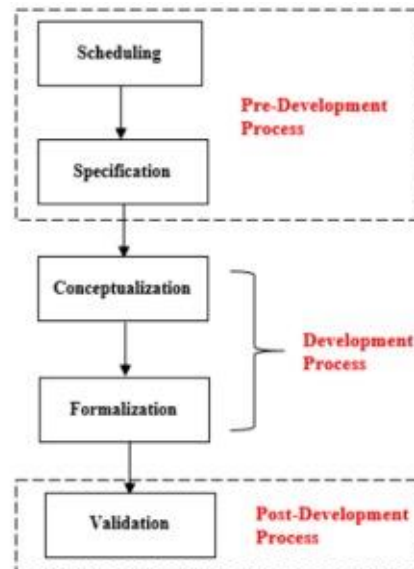 Scheduling
Pre-Development
Process
Specification
Conceptualization
Development
Process
Formalization
Validation
Post-Development
Process